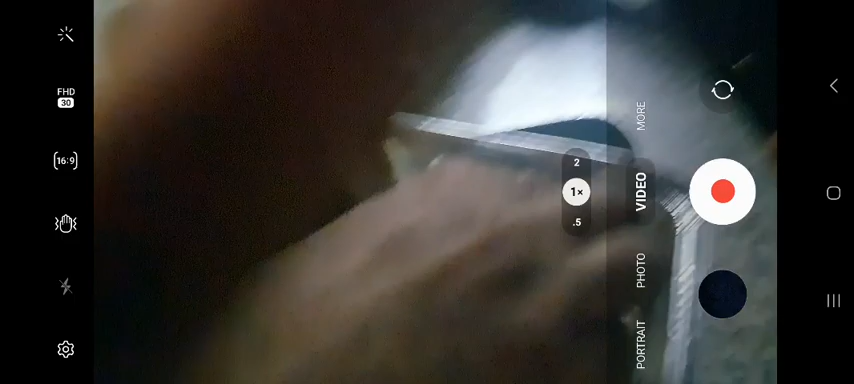 FHD
30
16:9
2
1×
.5
MORE
VIDEO
PHOTO
PORTRAIT